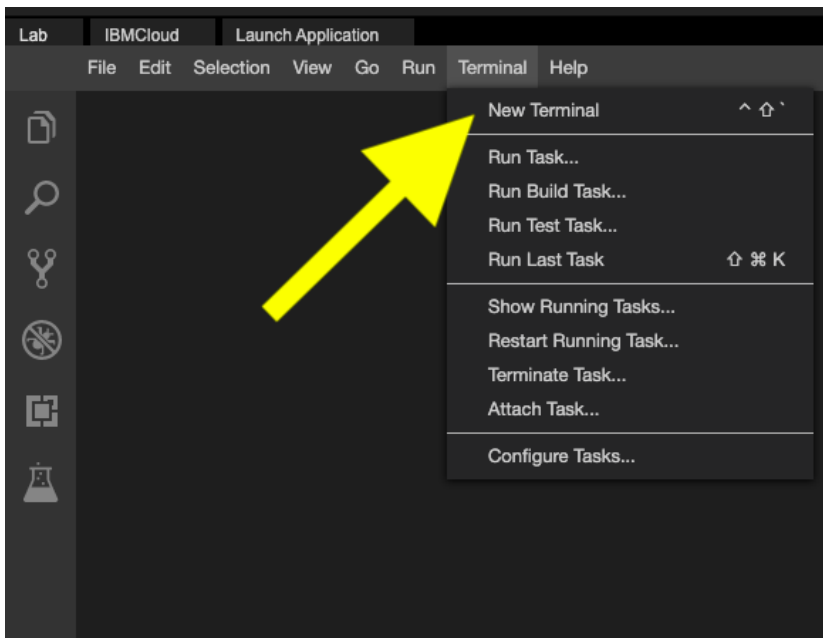 Lab IBMCloud Launch Application
File Edit Selection View Go Run Terminal Help
New Terminal ^ ⇧ `
Run Task...
Run Build Task...
Run Test Task...
Run Last Task ⇧ ⌘ K
Show Running Tasks...
Restart Running Task...
Terminate Task...
Attach Task...
Configure Tasks...